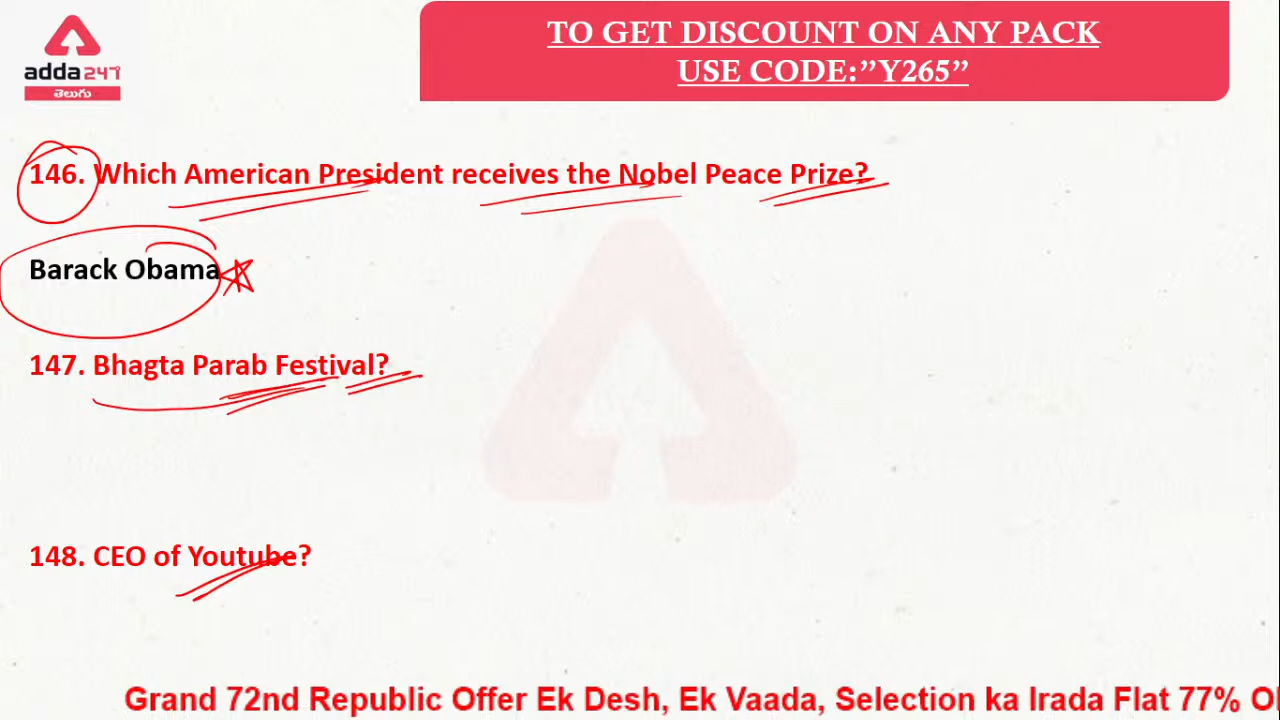 TO GET DISCOUNT ON ANY PACK
USE CODE:”Y265”
adda247
తెలుగు
146. Which American President receives the Nobel Peace Prize?
Barack Obama
147. Bhagta Parab Festival?
148. CEO of Youtube?
Grand 72nd Republic Offer Ek Desh, Ek Vaada, Selection ka Irada Flat 77%